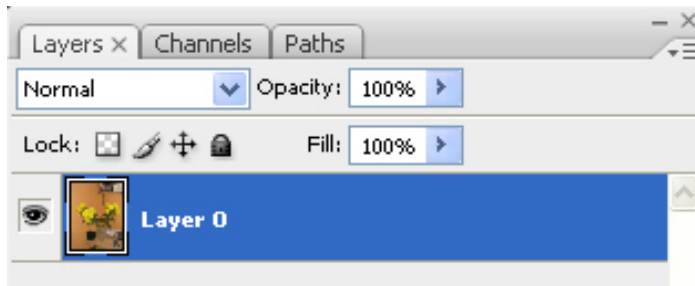 Layers Channels Paths
Normal Opacity: 100%
Lock: Fill: 100%
Layer 0